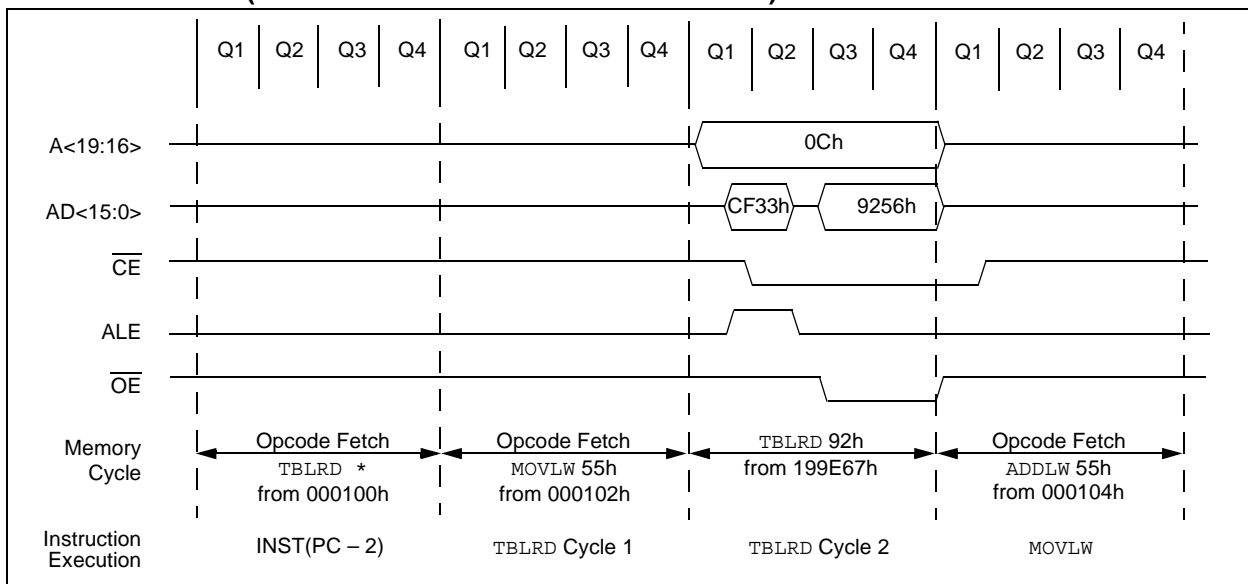 Q1 Q2 Q3 Q4 Q1 Q2 Q3 Q4 Q1 Q2 Q3 Q4 Q1 Q2 Q3 Q4
A<19:16>
0Ch
AD<15:0>
CF33h
9256h
CE
ALE
OE
Memory
Cycle
Opcode Fetch
TBLRD *
from 000100h
Opcode Fetch
MOVLW 55h
from 000102h
TBLRD 92h
from 199E67h
Opcode Fetch
ADDLW 55h
from 000104h
Instruction
Execution
INST(PC – 2)
TBLRD Cycle 1
TBLRD Cycle 2
MOVLW